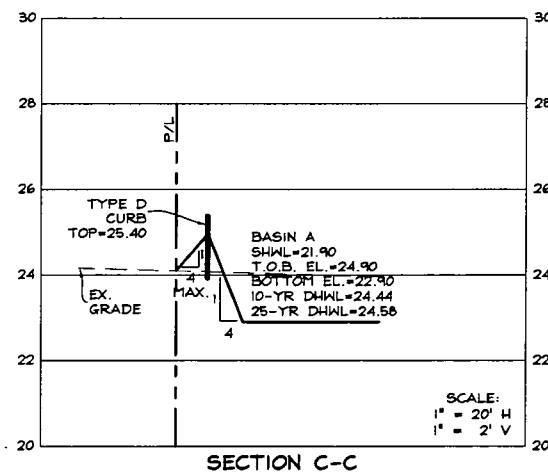 30
30
28
28
P/L
26
26
TYPE D
CURB
TOP=25.40
BASIN A
SHWL=21.90
T.O.B. EL.=24.90
BOTTOM EL.=22.90
10-YR DHWL=24.44
25-YR DHWL=24.58
24
24
1
4
MAX.
1
4
EX.
GRADE
22
22
SCALE:
1" = 20' H
1" = 2' V
20
20
SECTION C-C